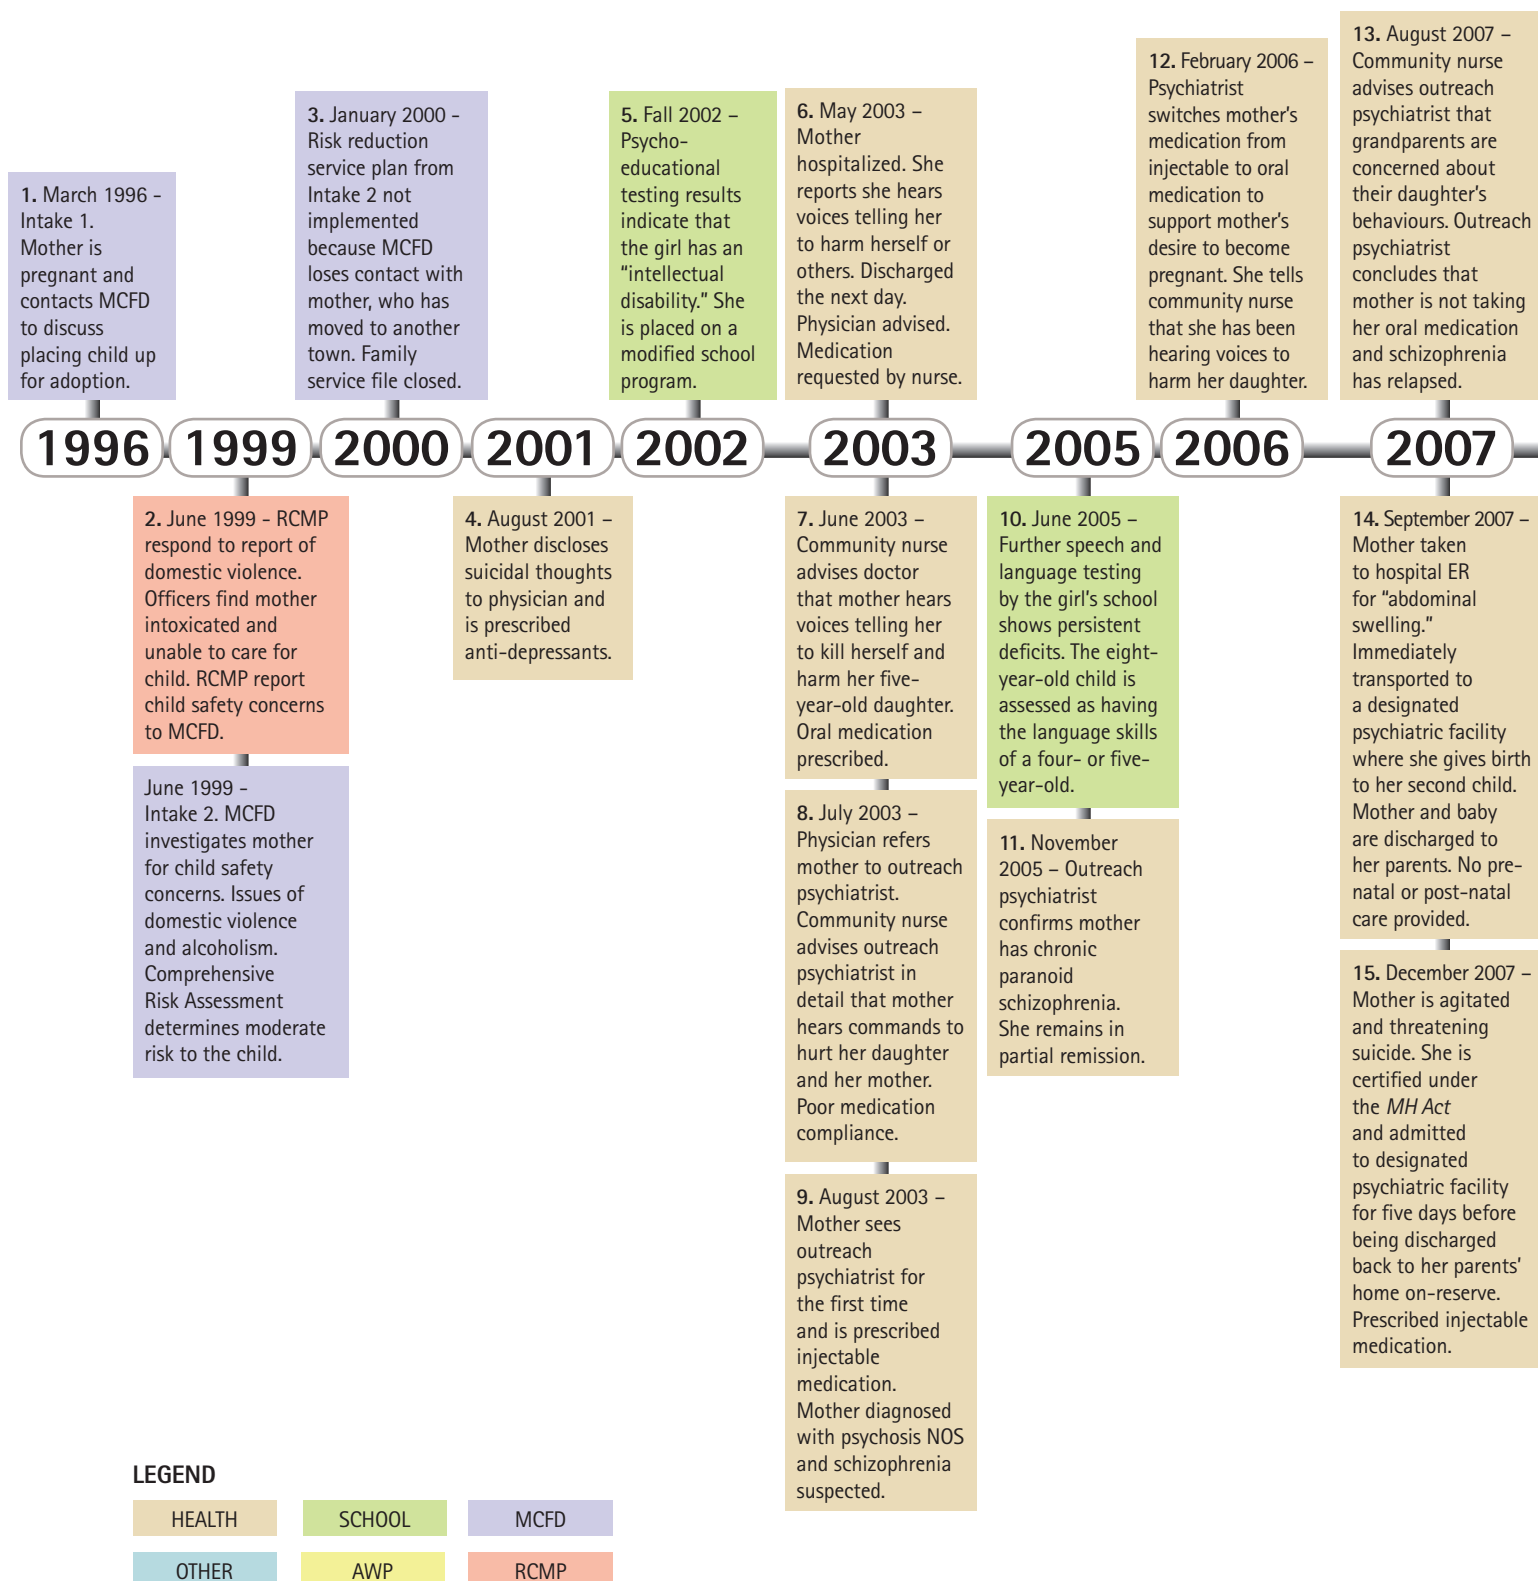 1. March 1996 -
Intake 1.
Mother is
pregnant and
contacts MCFD
to discuss
placing child up
for adoption.
3. January 2000 -
Risk reduction
service plan from
Intake 2 not
implemented
because MCFD
loses contact with
mother, who has
moved to another
town. Family
service file closed.
5. Fall 2002 –
Psycho-
educational
testing results
indicate that
the girl has an
"intellectual
disability." She
is placed on a
modified school
program.
6. May 2003 –
Mother
hospitalized. She
reports she hears
voices telling her
to harm herself or
others. Discharged
the next day.
Physician advised.
Medication
requested by nurse.
12. February 2006 –
Psychiatrist
switches mother's
medication from
injectable to oral
medication to
support mother's
desire to become
pregnant. She tells
community nurse
that she has been
hearing voices to
harm her daughter.
13. August 2007 –
Community nurse
advises outreach
psychiatrist that
grandparents are
concerned about
their daughter's
behaviours. Outreach
psychiatrist
concludes that
mother is not taking
her oral medication
and schizophrenia
has relapsed.
1996 1999 2000 2001 2002 2003 2005 2006 2007
2. June 1999 - RCMP
respond to report of
domestic violence.
Officers find mother
intoxicated and
unable to care for
child. RCMP report
child safety concerns
to MCFD.
June 1999 -
Intake 2. MCFD
investigates mother
for child safety
concerns. Issues of
domestic violence
and alcoholism.
Comprehensive
Risk Assessment
determines moderate
risk to the child.
4. August 2001 –
Mother discloses
suicidal thoughts
to physician and
is prescribed
anti-depressants.
7. June 2003 –
Community nurse
advises doctor
that mother hears
voices telling her
to kill herself and
harm her five-
year-old daughter.
Oral medication
prescribed.
8. July 2003 –
Physician refers
mother to outreach
psychiatrist.
Community nurse
advises outreach
psychiatrist in
detail that mother
hears commands to
hurt her daughter
and her mother.
Poor medication
compliance.
9. August 2003 –
Mother sees
outreach
psychiatrist for
the first time
and is prescribed
injectable
medication.
Mother diagnosed
with psychosis NOS
and schizophrenia
suspected.
10. June 2005 –
Further speech and
language testing
by the girl's school
shows persistent
deficits. The eight-
year-old child is
assessed as having
the language skills
of a four- or five-
year-old.
11. November
2005 – Outreach
psychiatrist
confirms mother
has chronic
paranoid
schizophrenia.
She remains in
partial remission.
14. September 2007 –
Mother taken
to hospital ER
for "abdominal
swelling."
Immediately
transported to
a designated
psychiatric facility
where she gives birth
to her second child.
Mother and baby
are discharged to
her parents. No pre-
natal or post-natal
care provided.
15. December 2007 –
Mother is agitated
and threatening
suicide. She is
certified under
the MH Act
and admitted
to designated
psychiatric facility
for five days before
being discharged
back to her parents'
home on-reserve.
Prescribed injectable
medication.
LEGEND
HEALTH SCHOOL MCFD
OTHER AWP RCMP